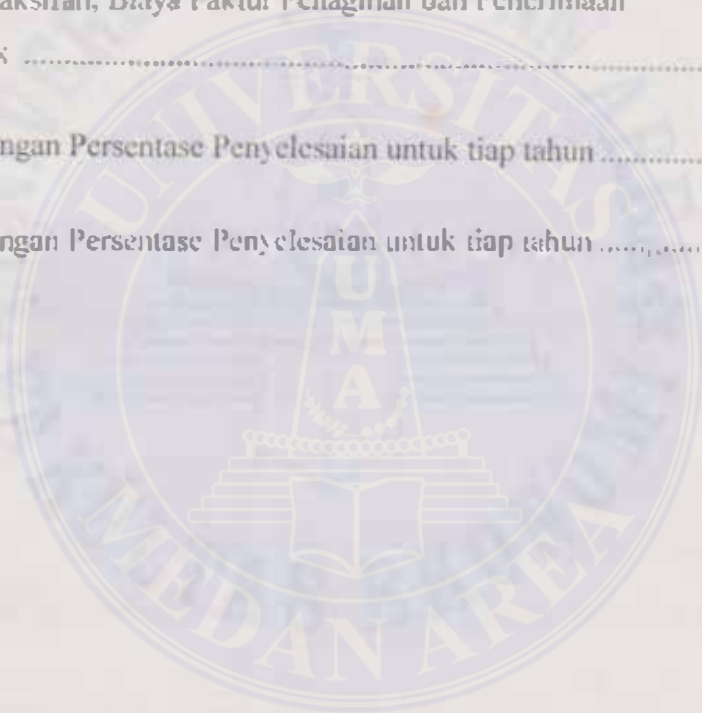 aksiran, Biaya Faktur Penagihan dan Penerimaan
k ................................................................
ngan Persentase Penyelesaian untuk tiap tahun ............
ngan Persentase Penyelesaian untuk tiap tahun ............
UNIVERSITAS
UMA
MEDAN AREA